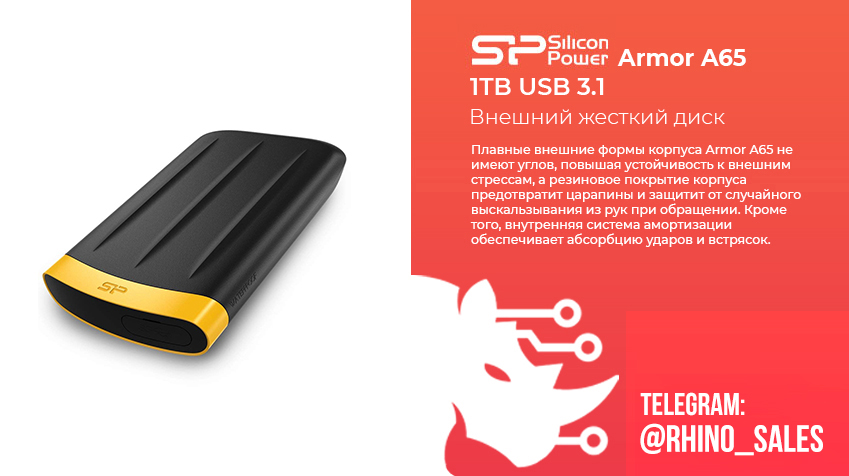 SP Silicon Power Armor A65
1TB USB 3.1
Внешний жесткий диск
Плавные внешние формы корпуса Armor A65 не
имеют углов, повышая устойчивость к внешним
стрессам, а резиновое покрытие корпуса
предотвратит царапины и защитит от случайного
выскальзывания из рук при обращении. Кроме
того, внутренняя система амортизации
обеспечивает абсорбцию ударов и встрясок.
SP
TELEGRAM:
@RHINO_SALES